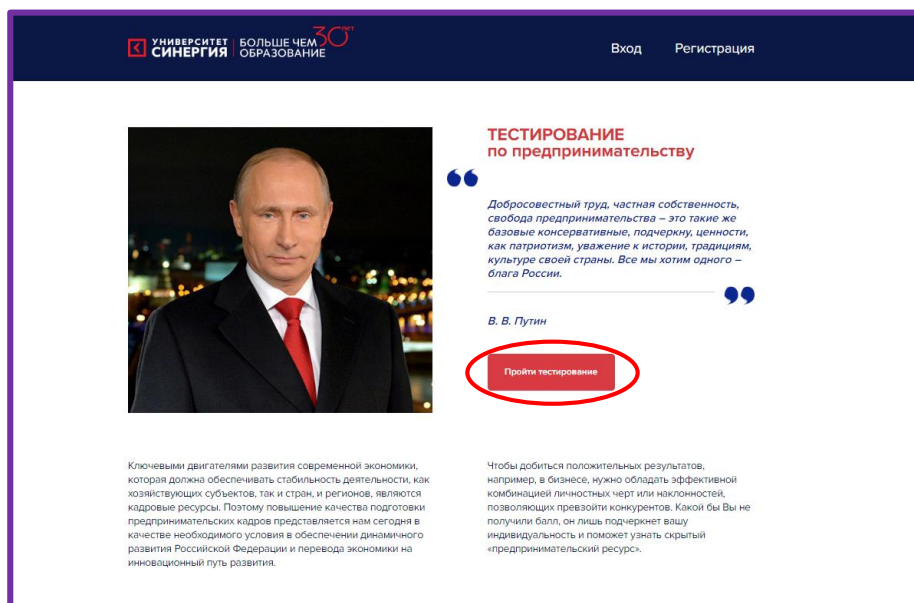 УНИВЕРСИТЕТ
СИНЕРГИЯ
БОЛЬШЕ ЧЕМ
ОБРАЗОВАНИЕ
30 ЛЕТ
Вход Регистрация
ТЕСТИРОВАНИЕ
по предпринимательству
Добросовестный труд, частная собственность,
свобода предпринимательства – это такие же
базовые консервативные, подчеркну, ценности,
как патриотизм, уважение к истории, традициям,
культуре своей страны. Все мы хотим одного –
блага России.
В. В. Путин
Пройти тестирование
Ключевыми двигателями развития современной экономики,
которая должна обеспечивать стабильность деятельности, как
хозяйствующих субъектов, так и стран, и регионов, являются
кадровые ресурсы. Поэтому повышение качества подготовки
предпринимательских кадров представляется нам сегодня в
качестве необходимого условия в обеспечении динамичного
развития Российской Федерации и перевода экономики на
инновационный путь развития.
Чтобы добиться положительных результатов,
например, в бизнесе, нужно обладать эффективной
комбинацией личностных черт или наклонностей,
позволяющих превзойти конкурентов. Какой бы Вы не
получили балл, он лишь подчеркнет вашу
индивидуальность и поможет узнать скрытый
«предпринимательский ресурс».